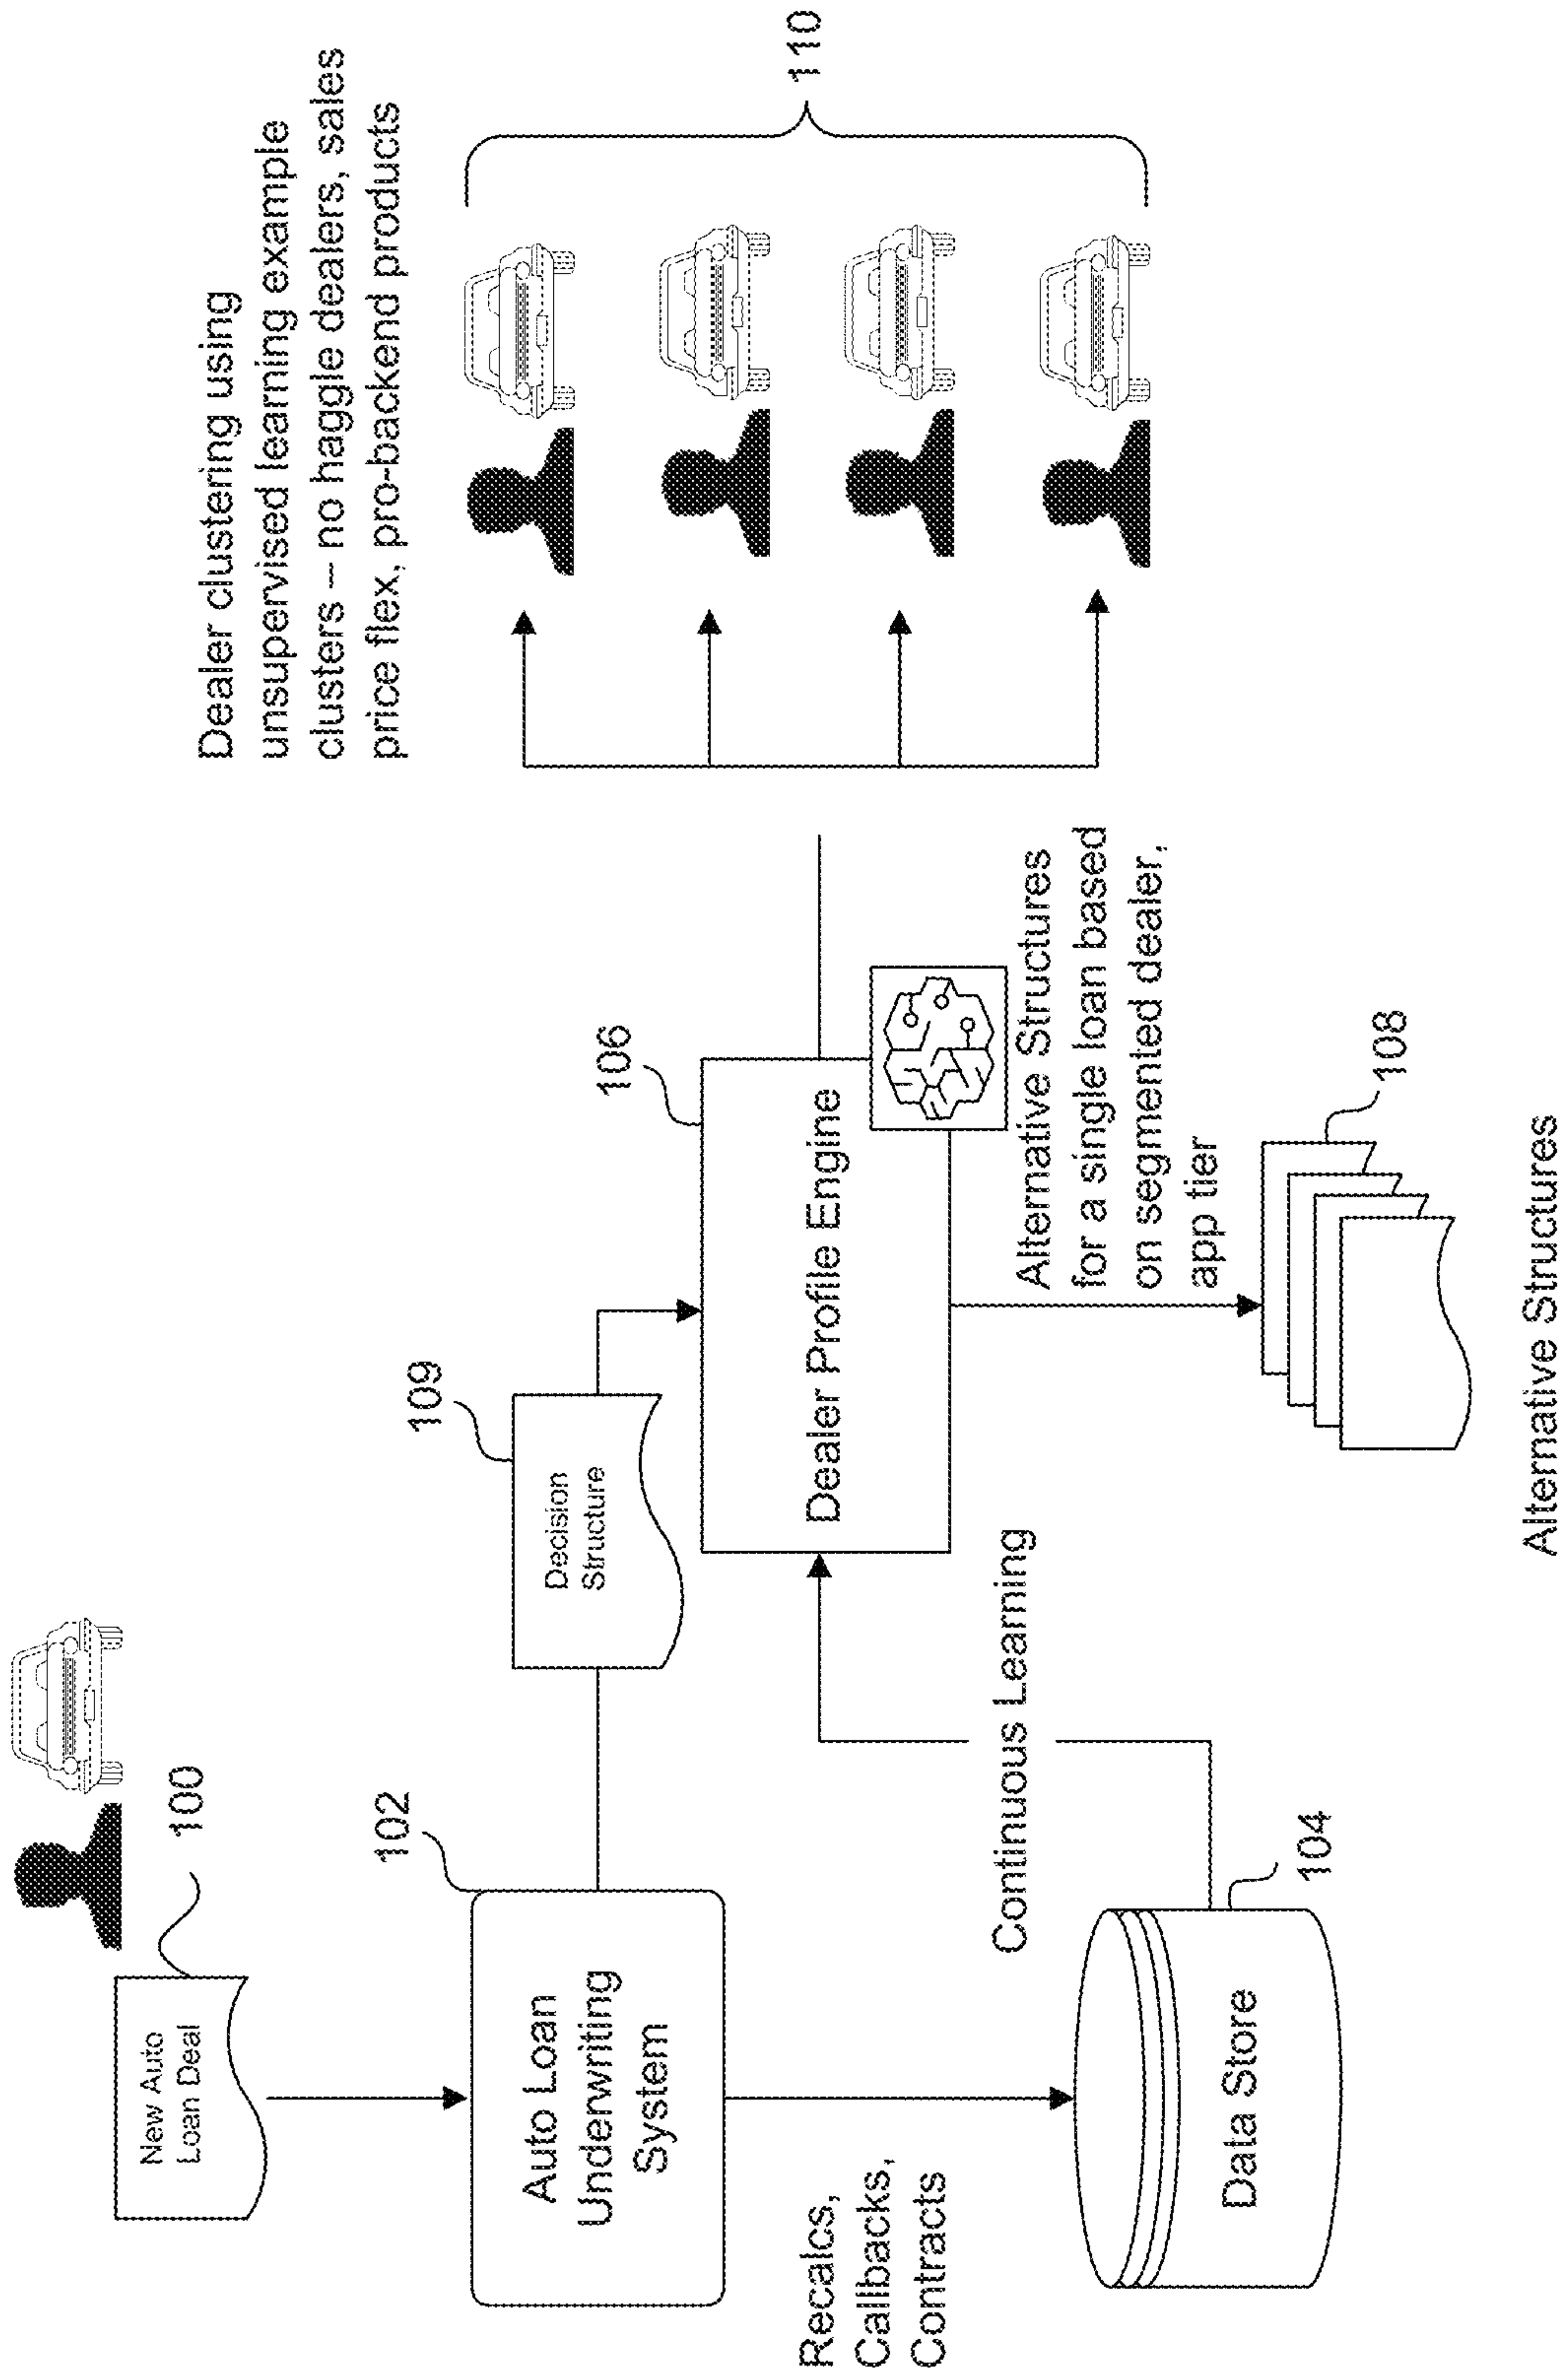 New Auto
Loan Deal
100
Auto Loan
Underwriting
System
102
Recalcs,
Callbacks,
Contracts
Data Store
104
Continuous Learning
Decision
Structure
109
Dealer Profile Engine
106
Alternative Structures
for a single loan based
on segmented dealer,
app tier
108
Alternative Structures
Dealer clustering using
unsupervised learning example
clusters – no haggle dealers, sales
price flex, pro-backend products
110